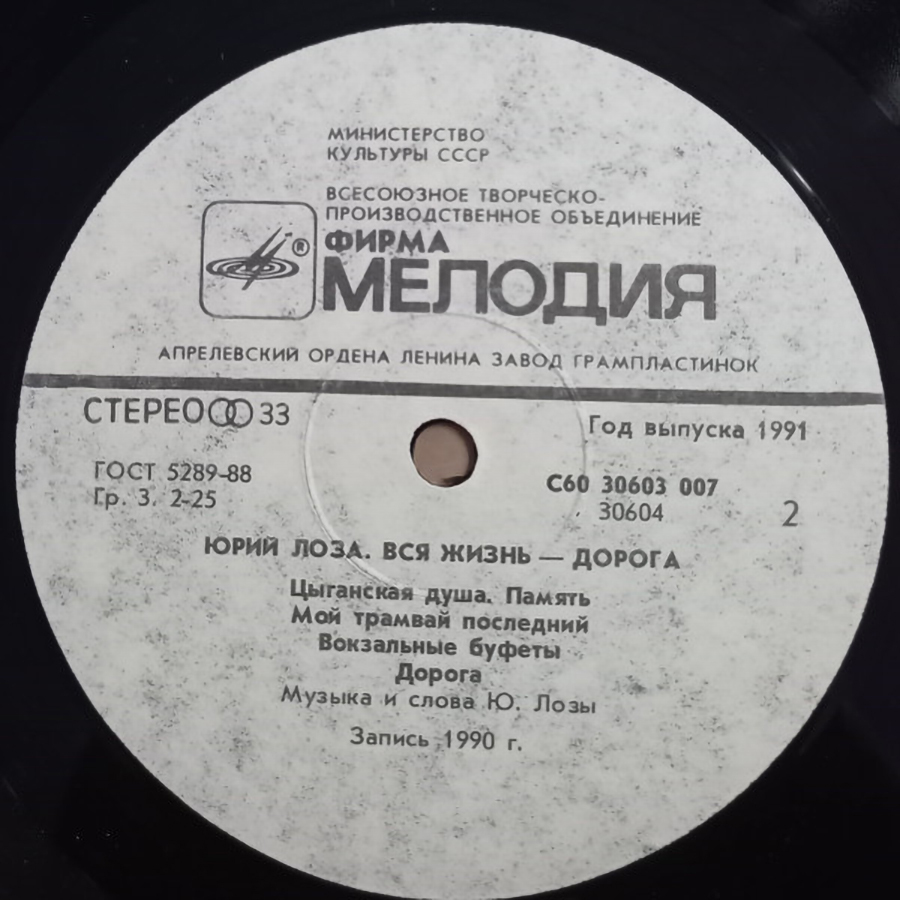 МИНИСТЕРСТВО
КУЛЬТУРЫ СССР
ВСЕСОЮЗНОЕ ТВОРЧЕСКО-
ПРОИЗВОДСТВЕННОЕ ОБЪЕДИНЕНИЕ
®
ФИРМА
МЕЛОДИЯ
АПРЕЛЕВСКИЙ ОРДЕНА ЛЕНИНА ЗАВОД ГРАМПЛАСТИНОК
СТЕРЕО 33
Год выпуска 1991
ГОСТ 5289-88
Гр. 3. 2-25
С60 30603 007
30604
2
ЮРИЙ ЛОЗА. ВСЯ ЖИЗНЬ — ДОРОГА
Цыганская душа. Память
Мой трамвай последний
Вокзальные буфеты
Дорога
Музыка и слова Ю. Лозы
Запись 1990 г.